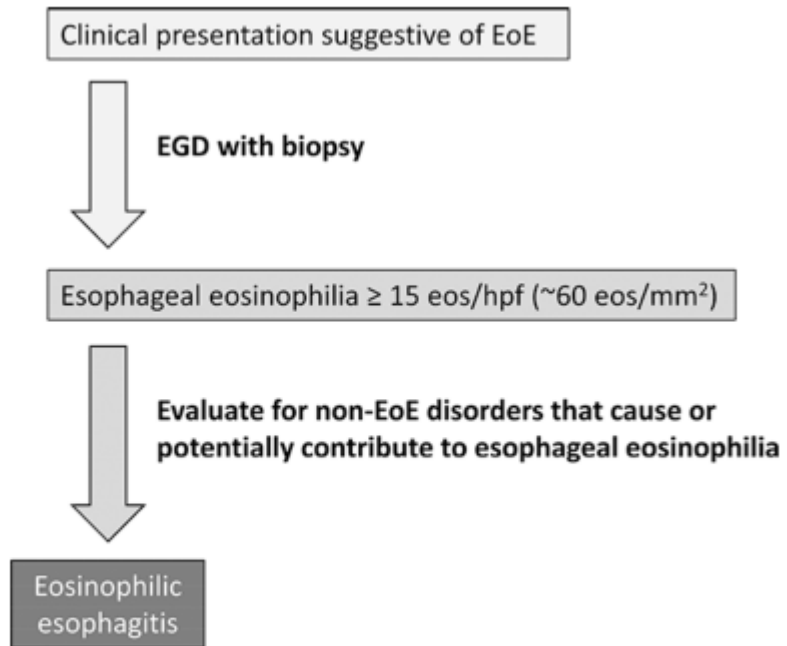 Clinical presentation suggestive of EoE
EGD with biopsy
Esophageal eosinophilia ≥ 15 eos/hpf (~60 eos/mm²)
Evaluate for non-EoE disorders that cause or
potentially contribute to esophageal eosinophilia
Eosinophilic
esophagitis